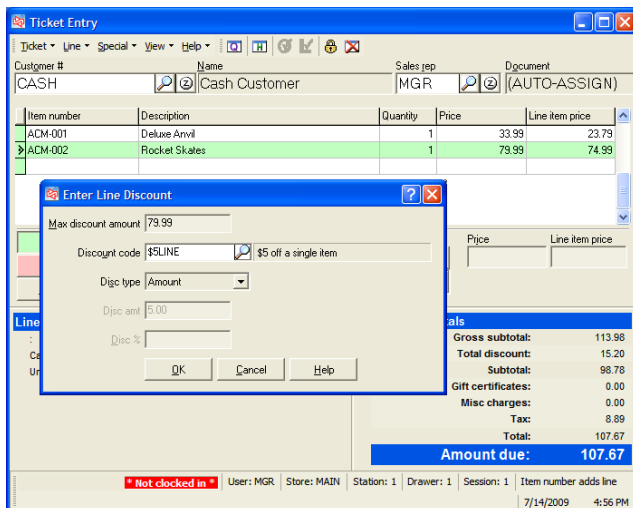 Ticket Entry
Ticket Line Special View Help
Customer # Name Sales rep Document
CASH Cash Customer MGR (AUTO-ASSIGN)
Item number Description Quantity Price Line item price
ACM-001 Deluxe Anvil 1 33.99 23.79
ACM-002 Rocket Skates 1 79.99 74.99
Enter Line Discount
Max discount amount 79.99
Discount code $5LINE $5 off a single item
Disc type Amount
Disc amt 5.00
Disc %
OK Cancel Help
Price Line item price
Line
:
Ca
Un
als
Gross subtotal: 113.98
Total discount: 15.20
Subtotal: 98.78
Gift certificates: 0.00
Misc charges: 0.00
Tax: 8.89
Total: 107.67
Amount due: 107.67
* Not clocked in * User: MGR Store: MAIN Station: 1 Drawer: 1 Session: 1 Item number adds line
7/14/2009 4:56 PM